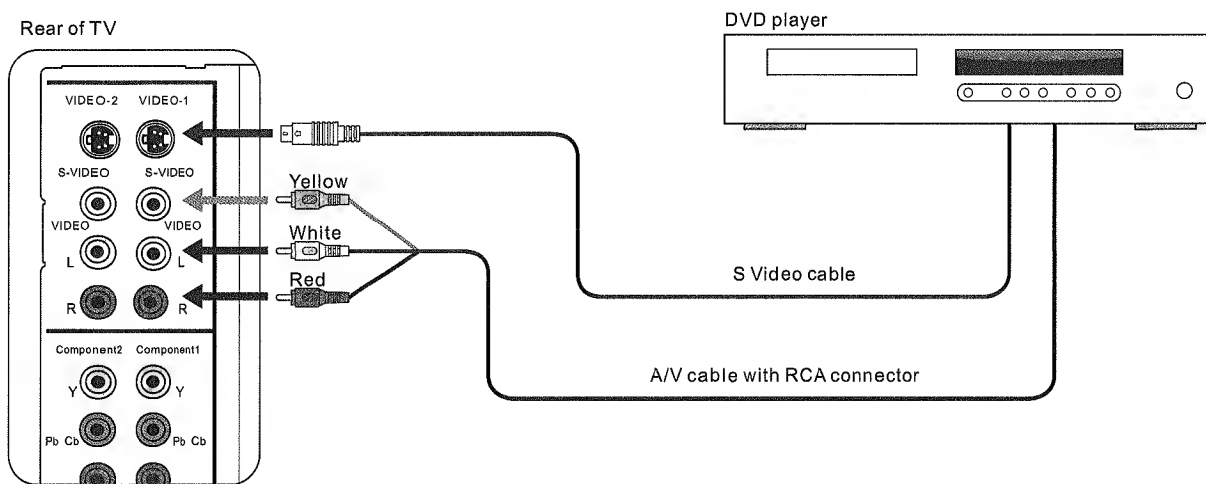 DVD player
Rear of TV
VIDEO-2 VIDEO-1
S-VIDEO S-VIDEO
Yellow
VIDEO VIDEO
White
L L
S Video cable
Red
R R
Component2 Component1
A/V cable with RCA connector
Y Y
Pb Cb Pb Cb